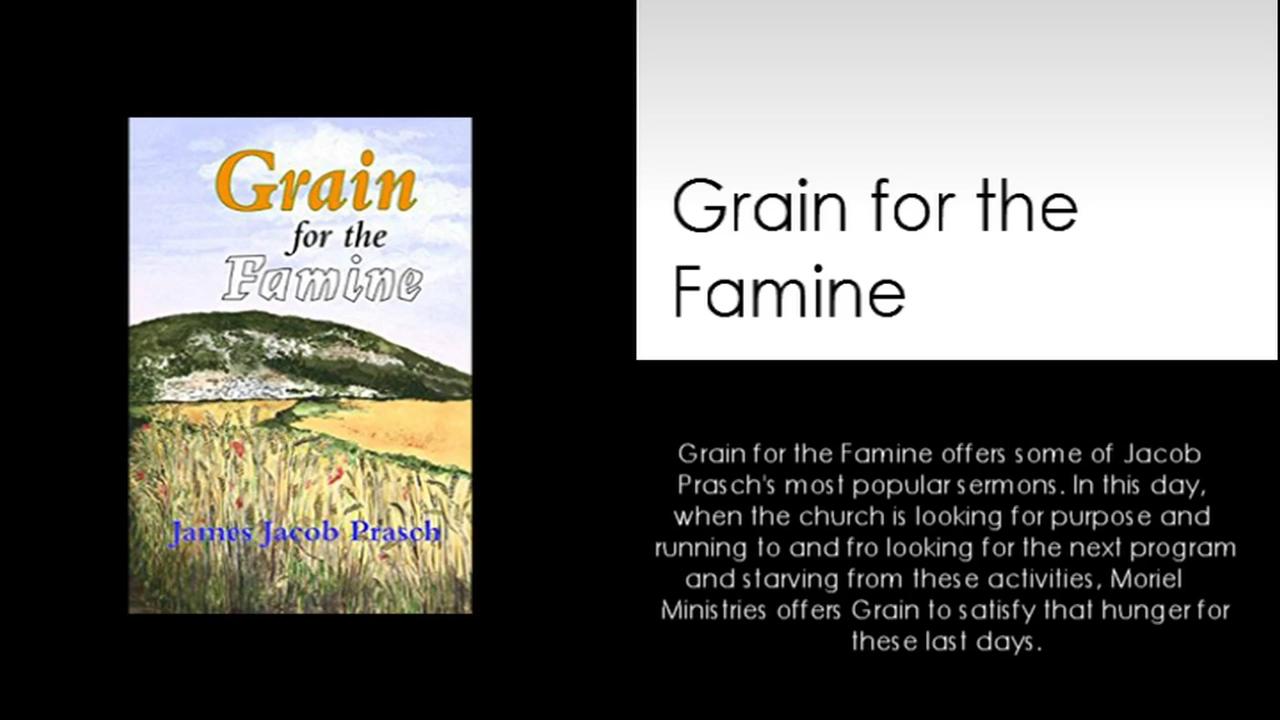 Grain
for the
Famine
James Jacob Prasch
Grain for the
Famine
Grain for the Famine offers some of Jacob
Prasch's most popular sermons. In this day,
when the church is looking for purpose and
running to and fro looking for the next program
and starving from these activities, Moriel
Ministries offers Grain to satisfy that hunger for
these last days.